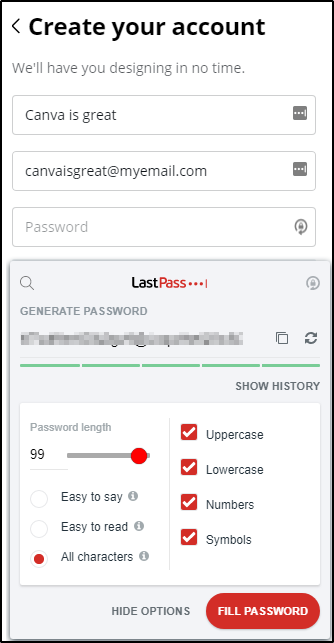 Create your account
We'll have you designing in no time.
Canva is great
canvaisgreat@myemail.com
Password
LastPass
GENERATE PASSWORD
SHOW HISTORY
Password length
99
Easy to say
Easy to read
All characters
Uppercase
Lowercase
Numbers
Symbols
HIDE OPTIONS
FILL PASSWORD